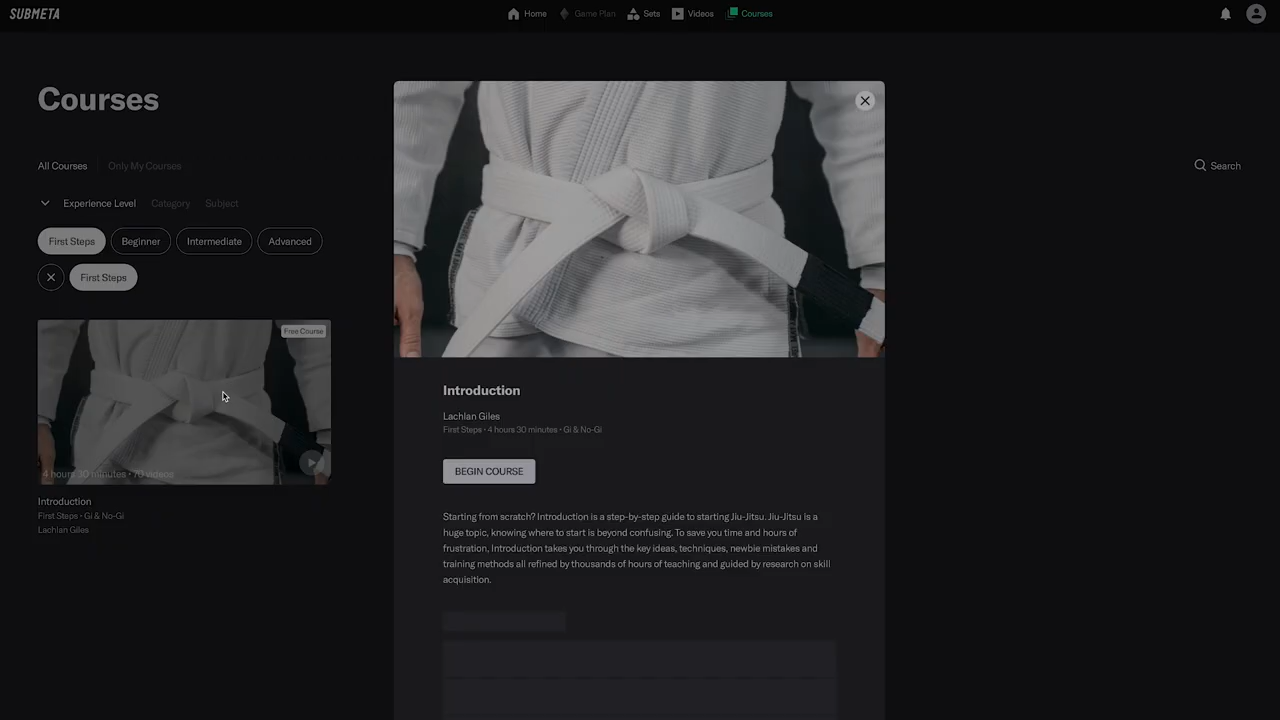 SUBMETA
Home
Game Plan
Sets
Videos
Courses
Courses
All Courses
Only My Courses
Search
Experience Level
Category
Subject
First Steps
Beginner
Intermediate
Advanced
First Steps
Free Course
4 hours 30 minutes • 70 videos
Introduction
First Steps • Gi & No-Gi
Lachlan Giles
Introduction
Lachlan Giles
First Steps • 4 hours 30 minutes • Gi & No-Gi
BEGIN COURSE
Starting from scratch? Introduction is a step-by-step guide to starting Jiu-Jitsu. Jiu-Jitsu is a
huge topic, knowing where to start is beyond confusing. To save you time and hours of
frustration, Introduction takes you through the key ideas, techniques, newbie mistakes and
training methods all refined by thousands of hours of teaching and guided by research on skill
acquisition.